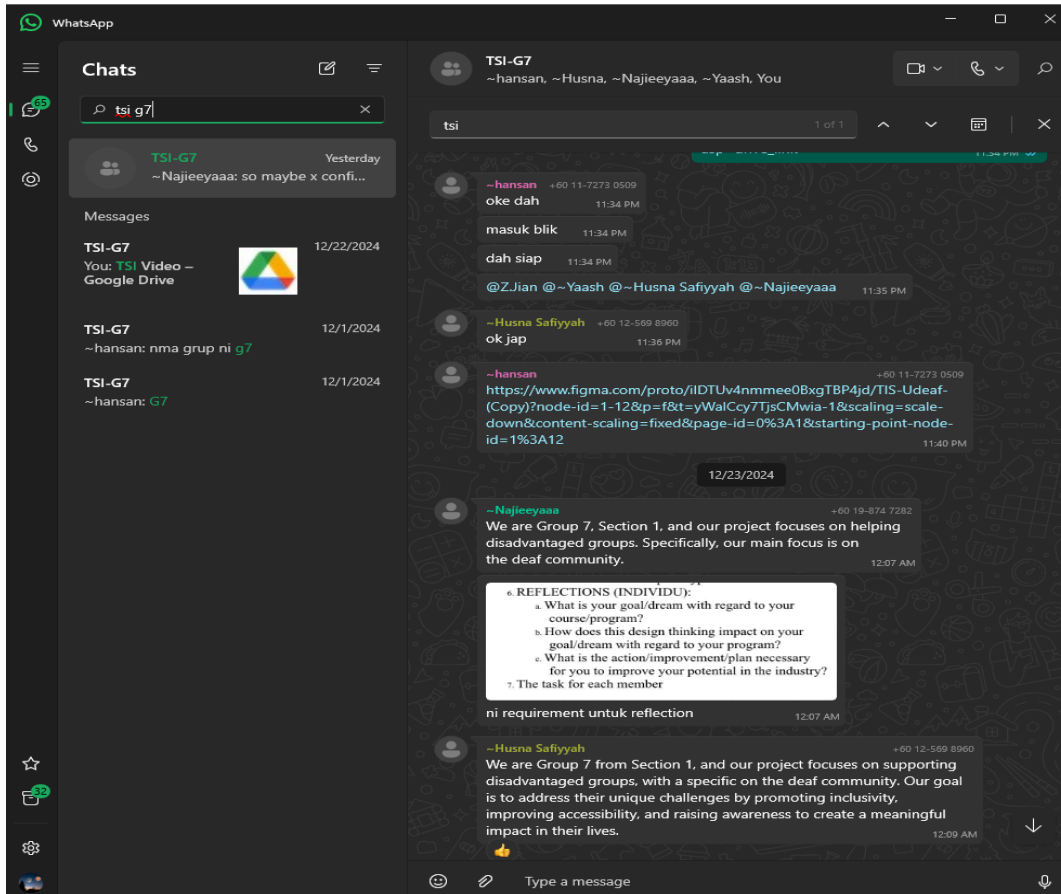 WhatsApp
Chats
65
tsi g7
TSI-G7
Yesterday
~Najieeyaaa: so maybe x confi...
Messages
TSI-G7
12/22/2024
You: TSI Video –
Google Drive
TSI-G7
12/1/2024
~hansan: nma grup ni g7
TSI-G7
12/1/2024
~hansan: G7
32
TSI-G7
~hansan, ~Husna, ~Najieeyaaa, ~Yaash, You
tsi
1 of 1
11:34 PM
~hansan +60 11-7273 0509
oke dah
11:34 PM
masuk blik
11:34 PM
dah siap
11:34 PM
@ZJian @~Yaash @~Husna Safiyyah @~Najieeyaaa
11:35 PM
~Husna Safiyyah +60 12-569 8960
ok jap
11:36 PM
~hansan
+60 11-7273 0509
https://www.figma.com/proto/ilDTUv4nmmee0BxgTBP4jd/TIS-Udeaf-
(Copy)?node-id=1-12&p=f&t=yWalCcy7TjsCMwia-1&scaling=scale-
down&content-scaling=fixed&page-id=0%3A1&starting-point-node-
id=1%3A12
11:40 PM
12/23/2024
~Najieeyaaa
+60 19-874 7282
We are Group 7, Section 1, and our project focuses on helping
disadvantaged groups. Specifically, our main focus is on
the deaf community.
12:07 AM
6. REFLECTIONS (INDIVIDU):
a. What is your goal/dream with regard to your
course/program?
b. How does this design thinking impact on your
goal/dream with regard to your program?
c. What is the action/improvement/plan necessary
for you to improve your potential in the industry?
7. The task for each member
ni requirement untuk reflection
12:07 AM
~Husna Safiyyah
+60 12-569 8960
We are Group 7 from Section 1, and our project focuses on supporting
disadvantaged groups, with a specific on the deaf community. Our goal
is to address their unique challenges by promoting inclusivity,
improving accessibility, and raising awareness to create a meaningful
impact in their lives.
12:09 AM
Type a message